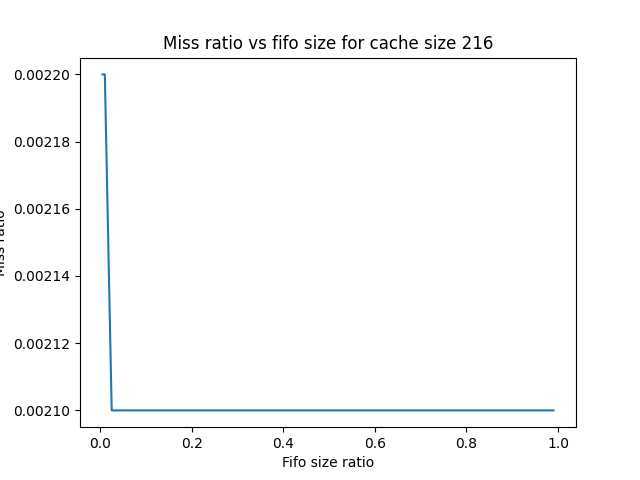 Miss ratio vs fifo size for cache size 216
0.00220
0.00218
0.00216
0.00214
0.00212
0.00210
Miss ratio
0.0 0.2 0.4 0.6 0.8 1.0
Fifo size ratio